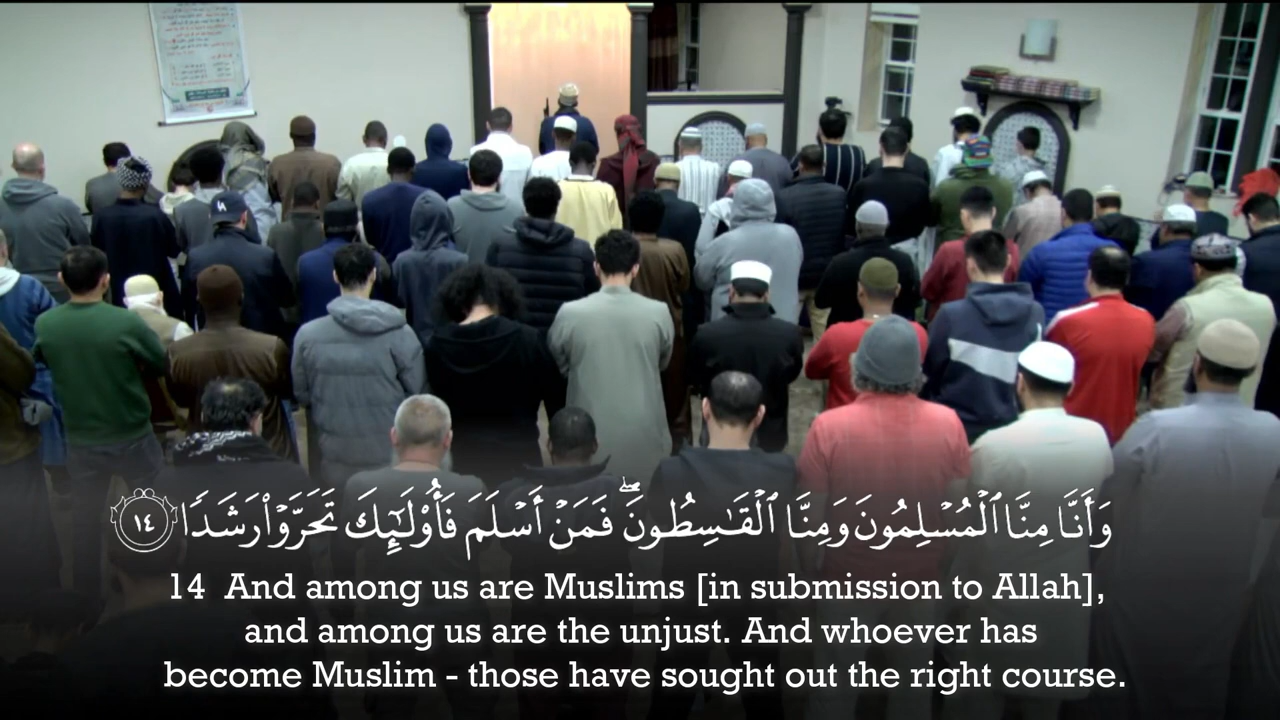 وَأَنَّا مِنَّا ٱلْمُسْلِمُونَ وَمِنَّا ٱلْقَـٰسِطُونَ ۖ فَمَنْ أَسْلَمَ فَأُو۟لَـٰٓئِكَ تَحَرَّوْا۟ رَشَدًا ١٤
14 And among us are Muslims [in submission to Allah],
and among us are the unjust. And whoever has
become Muslim - those have sought out the right course.